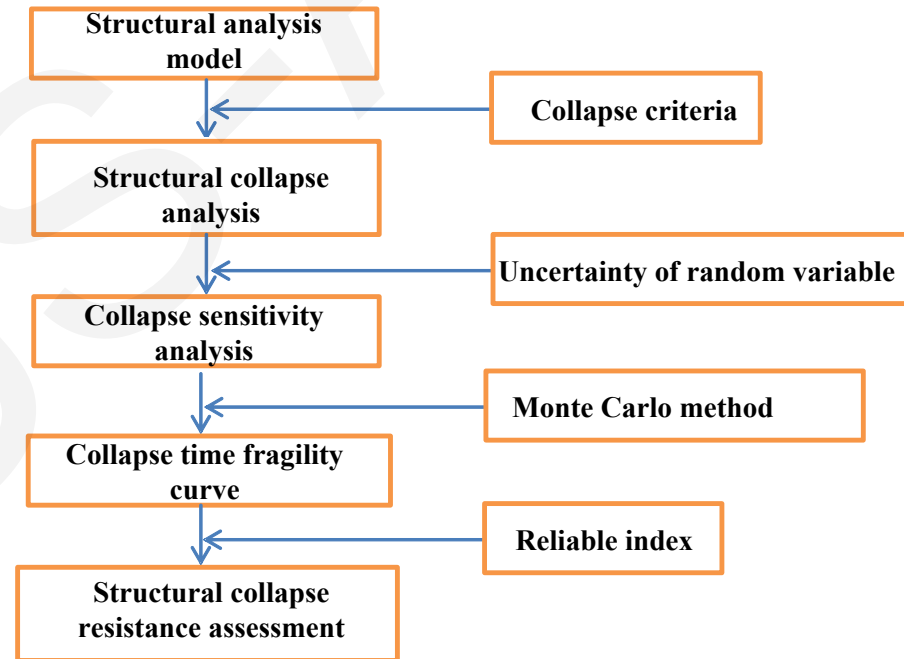 Structural analysis
model
Collapse criteria
Structural collapse
analysis
Uncertainty of random variable
Collapse sensitivity
analysis
Monte Carlo method
Collapse time fragility
curve
Reliable index
Structural collapse
resistance assessment